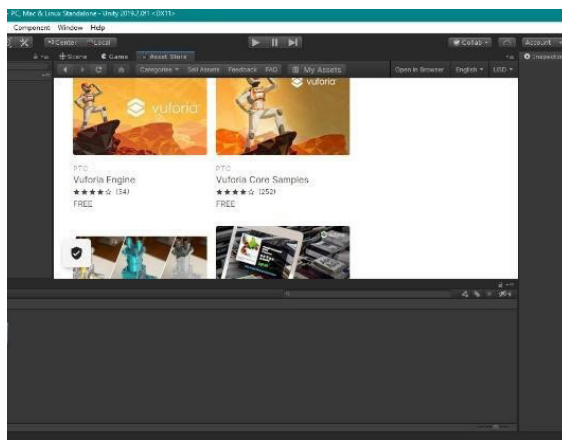 PC, Mac & Linux Standalone - Unity 2019.2.0f1 <DX11>
Component Window Help
Center Local Collab Account
Scene Game Asset Store Inspector
Categories Sell Assets Feedback FAQ My Assets Open in Browser English USD
vuforia vuforia
PTC PTC
Vuforia Engine Vuforia Core Samples
★★★★☆ (34) ★★★★☆ (252)
FREE FREE